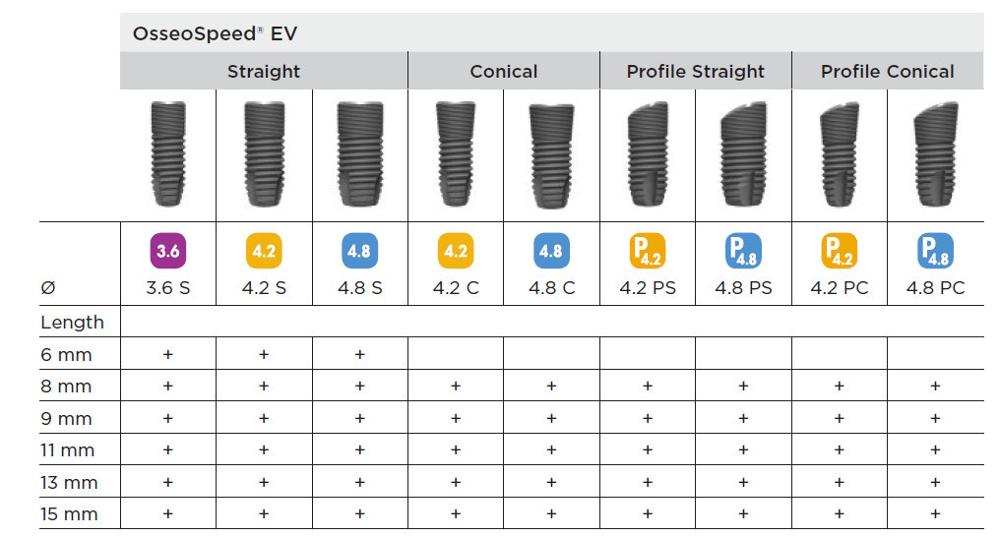 OsseoSpeed® EV
Straight Conical Profile Straight Profile Conical
3.6 4.2 4.8 4.2 4.8 P4.2 P4.8 P4.2 P4.8
Ø 3.6 S 4.2 S 4.8 S 4.2 C 4.8 C 4.2 PS 4.8 PS 4.2 PC 4.8 PC
Length
6 mm + + +
8 mm + + + + + + + + +
9 mm + + + + + + + + +
11 mm + + + + + + + + +
13 mm + + + + + + + + +
15 mm + + + + + + + + +